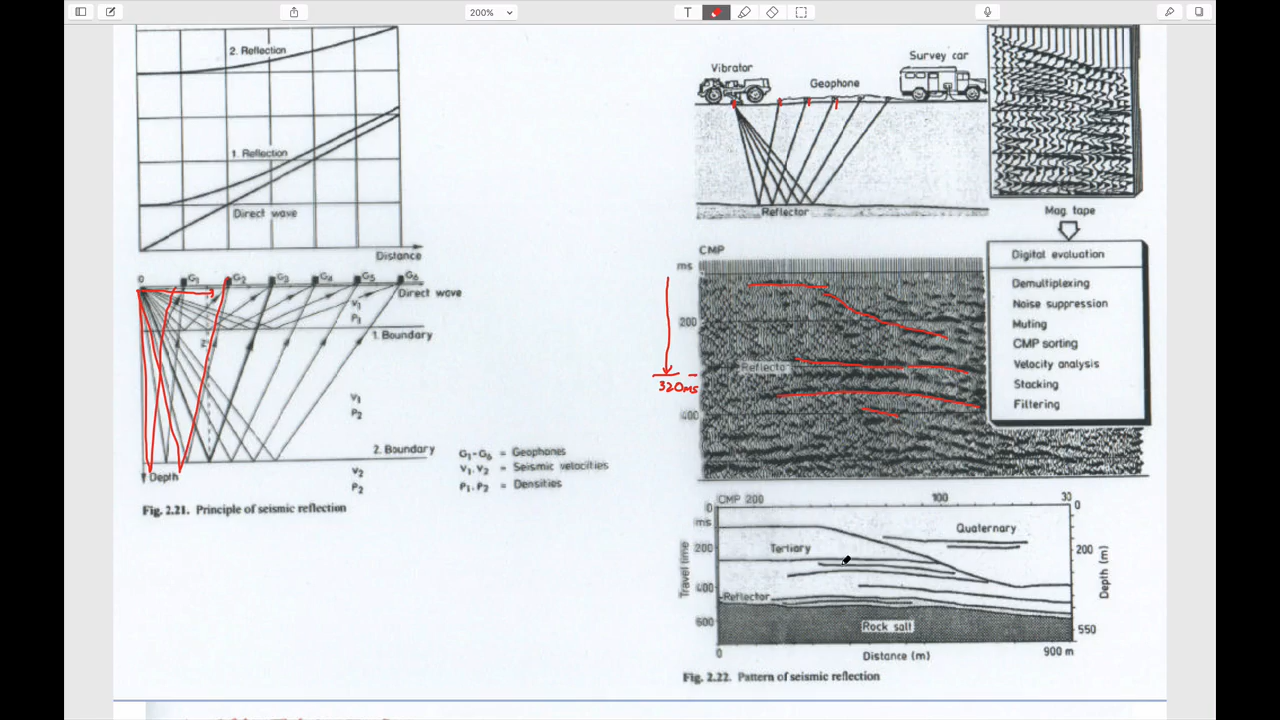 200%
T
2. Reflection
1. Reflection
Direct wave
Distance
0 G1 G2 G3 G4 G5 G6
Direct wave
V1
P1
1. Boundary
V1
P2
2. Boundary
Depth
V2
P2
G1-G6 = Geophones
V1, V2 = Seismic velocities
P1, P2 = Densities
Fig. 2.21. Principle of seismic reflection
Vibrator
Geophone
Survey car
Reflector
Mag. tape
CMP
ms
200
Reflector
320ms
400
Digital evaluation
Demultiplexing
Noise suppression
Muting
CMP sorting
Velocity analysis
Stacking
Filtering
CMP 200 100 30
0 0
ms
Quaternary
200 Tertiary 200
Travel time
Depth (m)
400
Reflector
600 Rock salt 550
0 Distance (m) 900 m
Fig. 2.22. Pattern of seismic reflection